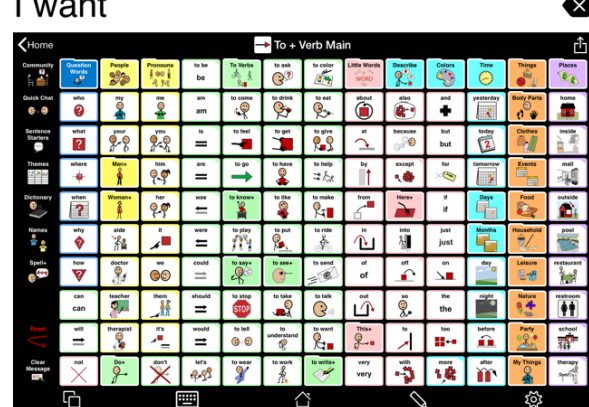 I want
Home
To + Verb Main
Community Question Words People Pronouns to be be To Verbs to ask to color Little Words WORD Describe Colors Time Things Places
Quick Chat who my me am am to come to drink to eat about also and yesterday Body Parts home
Sentence Starters what your you is to feel to get to give at because but but today Clothes inside
Themes where Man+ him are to go to have to help by except for tomorrow Events mall
Dictionary when Woman+ her was to know+ to like to make from Here+ if if Days Food outside
Names why aide it were to play to put to ride in into just just Months Household pool
Spell+ how doctor we could to say+ to see+ to send of of off on day Leisure restaurant
can can teacher them should to stop STOP to take to talk out so the the night Nature restroom
Reset will therapist it's would to tell to understand to want This+ to too before Party school
Clear Message not Do+ don't let's to wear to work to write+ very very with more after My Things therapy